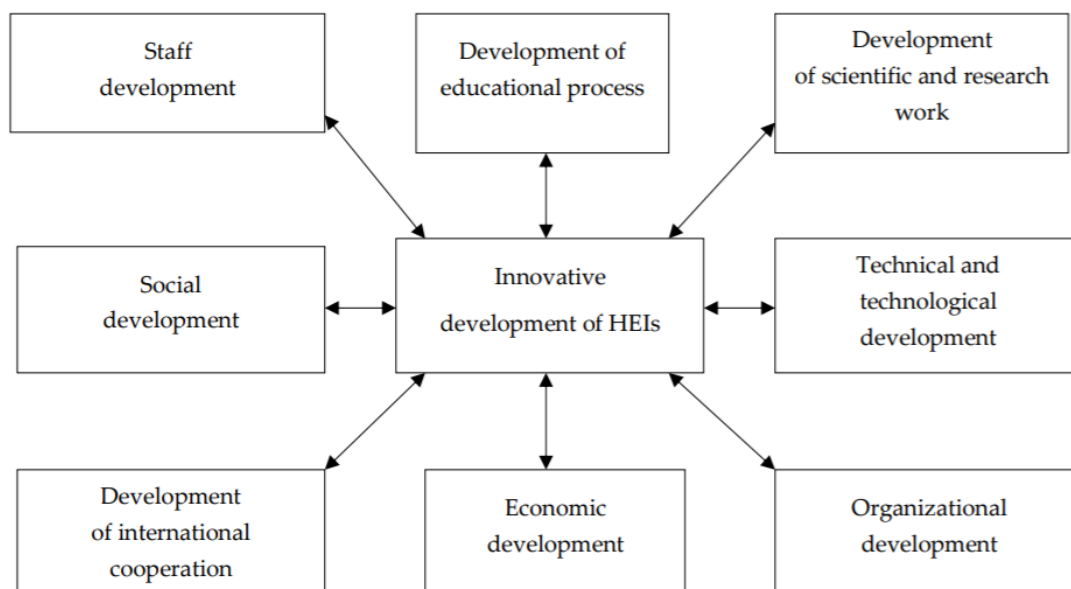 Staff
development
Development of
educational process
Development
of scientific and research
work
Social
development
Innovative
development of HEIs
Technical and
technological
development
Development
of international
cooperation
Economic
development
Organizational
development